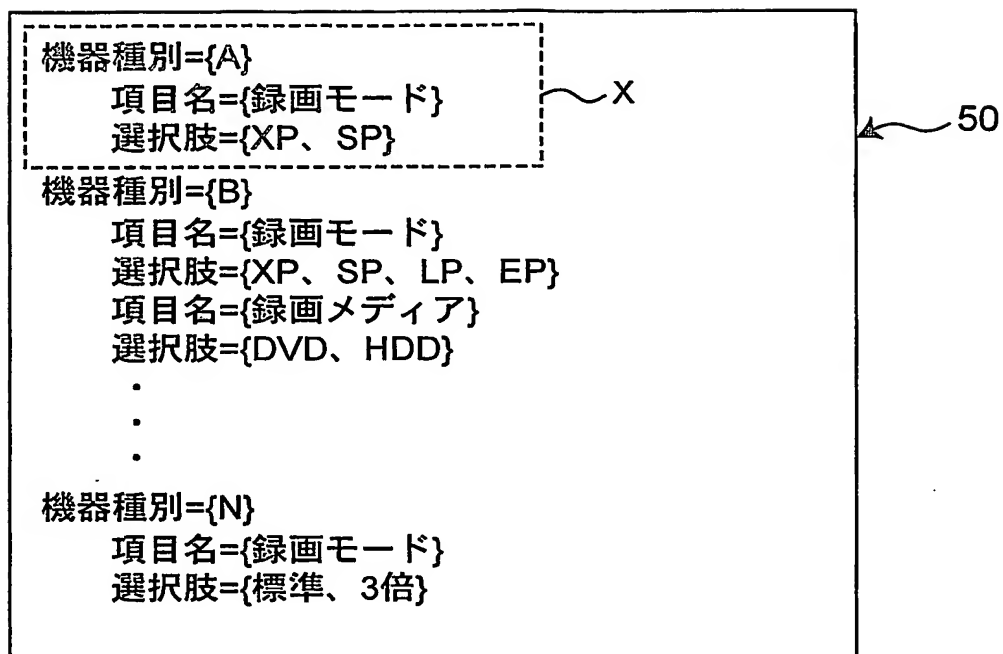 機器種別={A}
項目名={録画モード}
選択肢={XP、SP}
X
50
機器種別={B}
項目名={録画モード}
選択肢={XP、SP、LP、EP}
項目名={録画メディア}
選択肢={DVD、HDD}
・
・
・
機器種別={N}
項目名={録画モード}
選択肢={標準、3倍}